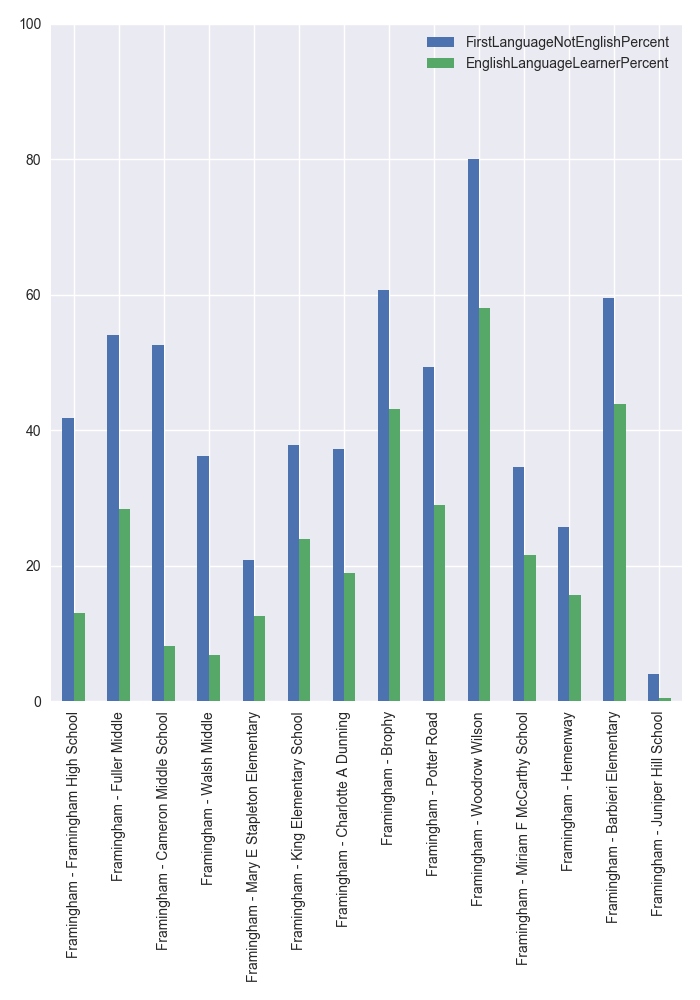 100
80
60
40
20
0
FirstLanguageNotEnglishPercent
EnglishLanguageLearnerPercent
Framingham - Framingham High School
Framingham - Fuller Middle
Framingham - Cameron Middle School
Framingham - Walsh Middle
Framingham - Mary E Stapleton Elementary
Framingham - King Elementary School
Framingham - Charlotte A Dunning
Framingham - Brophy
Framingham - Potter Road
Framingham - Woodrow Wilson
Framingham - Miriam F McCarthy School
Framingham - Hemenway
Framingham - Barbieri Elementary
Framingham - Juniper Hill School